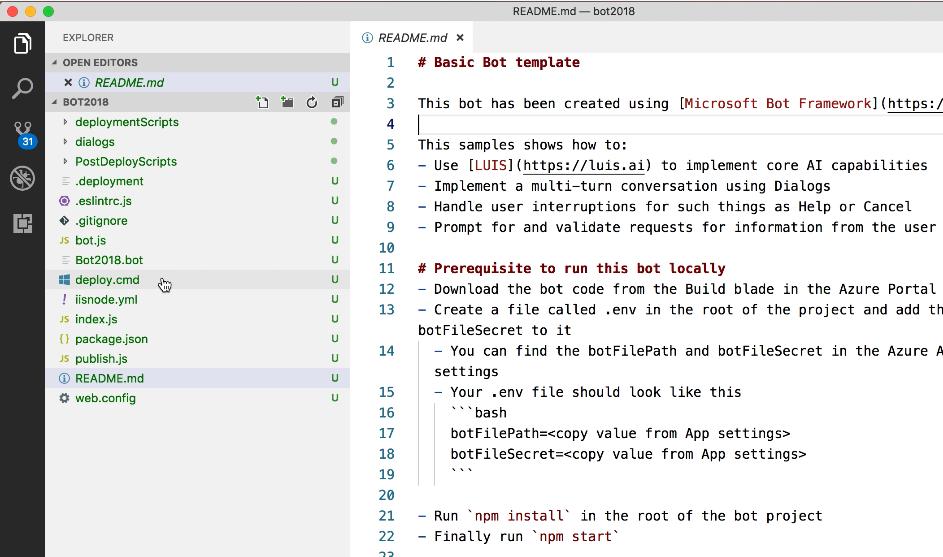 README.md — bot2018
EXPLORER
OPEN EDITORS
README.md U
BOT2018
deploymentScripts
dialogs
PostDeployScripts
.deployment U
.eslintrc.js U
.gitignore U
JS bot.js U
Bot2018.bot U
deploy.cmd U
! iisnode.yml U
JS index.js U
{ } package.json U
JS publish.js U
README.md U
web.config U
31
README.md
1 # Basic Bot template
2
3 This bot has been created using [Microsoft Bot Framework](https:/
4
5 This samples shows how to:
6 - Use [LUIS](https://luis.ai) to implement core AI capabilities
7 - Implement a multi-turn conversation using Dialogs
8 - Handle user interruptions for such things as Help or Cancel
9 - Prompt for and validate requests for information from the user
10
11 # Prerequisite to run this bot locally
12 - Download the bot code from the Build blade in the Azure Portal
13 - Create a file called .env in the root of the project and add th
botFileSecret to it
14 - You can find the botFilePath and botFileSecret in the Azure A
settings
15 - Your .env file should look like this
16 ```bash
17 botFilePath=<copy value from App settings>
18 botFileSecret=<copy value from App settings>
19 ```
20
21 - Run `npm install` in the root of the bot project
22 - Finally run `npm start`
23